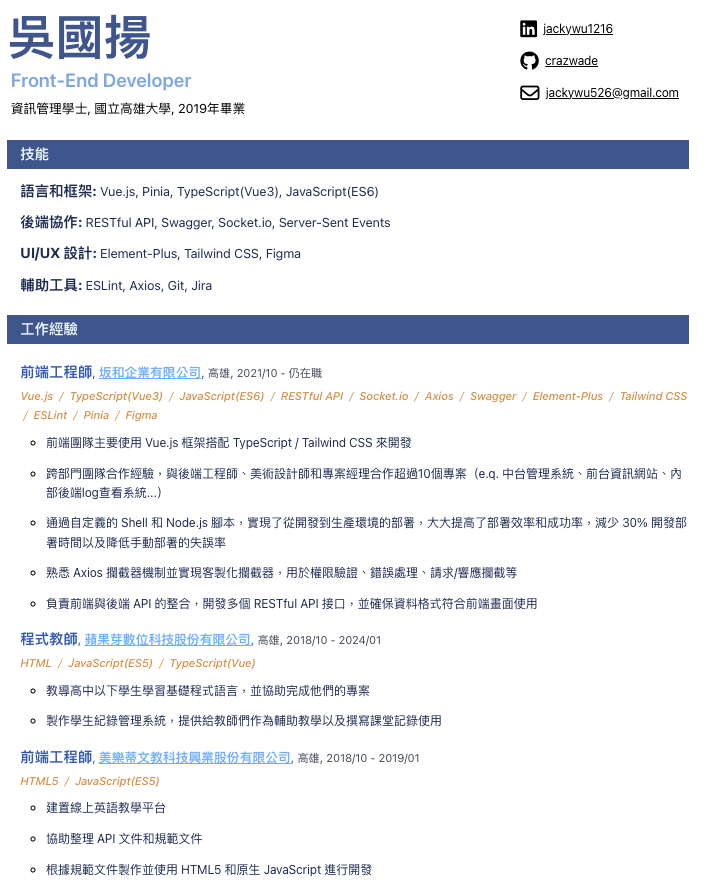 吳國揚
Front-End Developer
資訊管理學士, 國立高雄大學, 2019年畢業
jackywu1216
crazwade
jackywu526@gmail.com
技能
語言和框架: Vue.js, Pinia, TypeScript(Vue3), JavaScript(ES6)
後端協作: RESTful API, Swagger, Socket.io, Server-Sent Events
UI/UX 設計: Element-Plus, Tailwind CSS, Figma
輔助工具: ESLint, Axios, Git, Jira
工作經驗
前端工程師, 坂和企業有限公司, 高雄, 2021/10 - 仍在職
Vue.js / TypeScript(Vue3) / JavaScript(ES6) / RESTful API / Socket.io / Axios / Swagger / Element-Plus / Tailwind CSS
/ ESLint / Pinia / Figma
前端團隊主要使用 Vue.js 框架搭配 TypeScript / Tailwind CSS 來開發
跨部門團隊合作經驗，與後端工程師、美術設計師和專案經理合作超過10個專案（e.q. 中台管理系統、前台資訊網站、內
部後端log查看系統...）
通過自定義的 Shell 和 Node.js 腳本，實現了從開發到生產環境的部署，大大提高了部署效率和成功率，減少 30% 開發部
署時間以及降低手動部署的失誤率
熟悉 Axios 攔截器機制並實現客製化攔截器，用於權限驗證、錯誤處理、請求/響應攔截等
負責前端與後端 API 的整合，開發多個 RESTful API 接口，並確保資料格式符合前端畫面使用
程式教師, 蘋果芽數位科技股份有限公司, 高雄, 2018/10 - 2024/01
HTML / JavaScript(ES5) / TypeScript(Vue)
教導高中以下學生學習基礎程式語言，並協助完成他們的專案
製作學生紀錄管理系統，提供給教師們作為輔助教學以及撰寫課堂記錄使用
前端工程師, 美樂蒂文教科技興業股份有限公司, 高雄, 2018/10 - 2019/01
HTML5 / JavaScript(ES5)
建置線上英語教學平台
協助整理 API 文件和規範文件
根據規範文件製作並使用 HTML5 和原生 JavaScript 進行開發